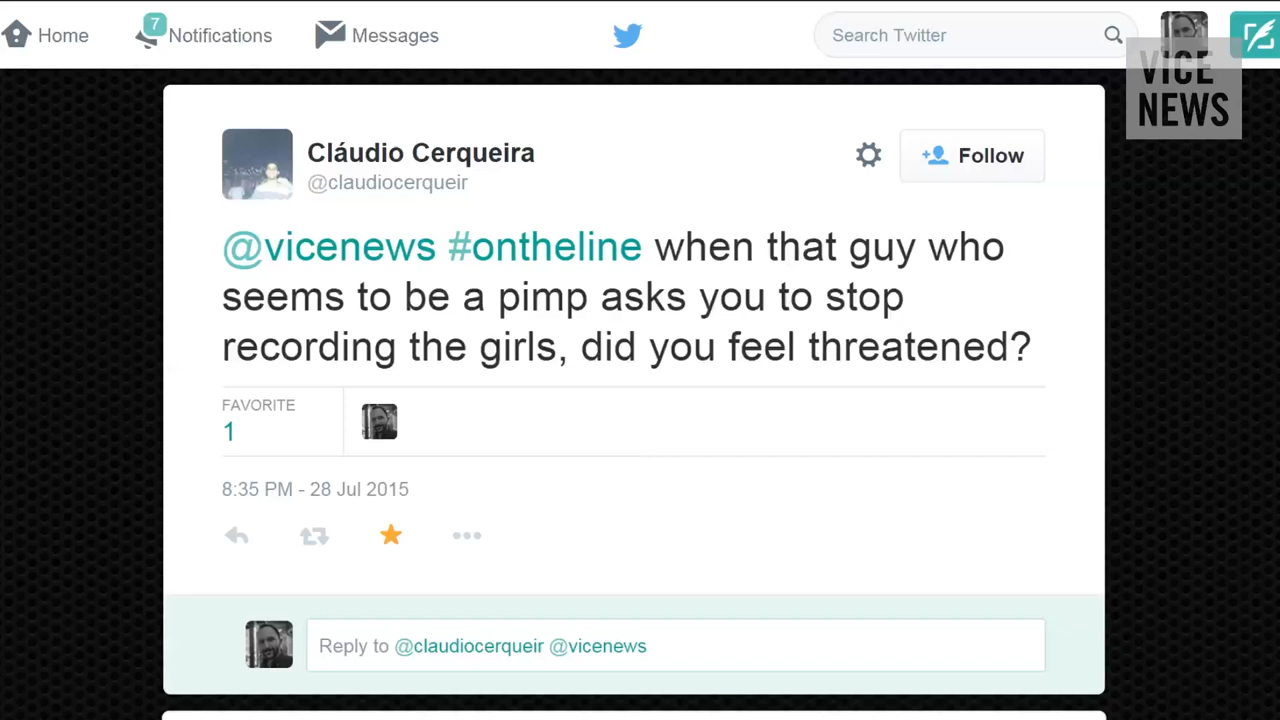 Home
7
Notifications
Messages
Search Twitter
VICE
NEWS
Cláudio Cerqueira
@claudiocerqueir
Follow
@vicenews #ontheline when that guy who
seems to be a pimp asks you to stop
recording the girls, did you feel threatened?
FAVORITE
1
8:35 PM - 28 Jul 2015
Reply to @claudiocerqueir @vicenews